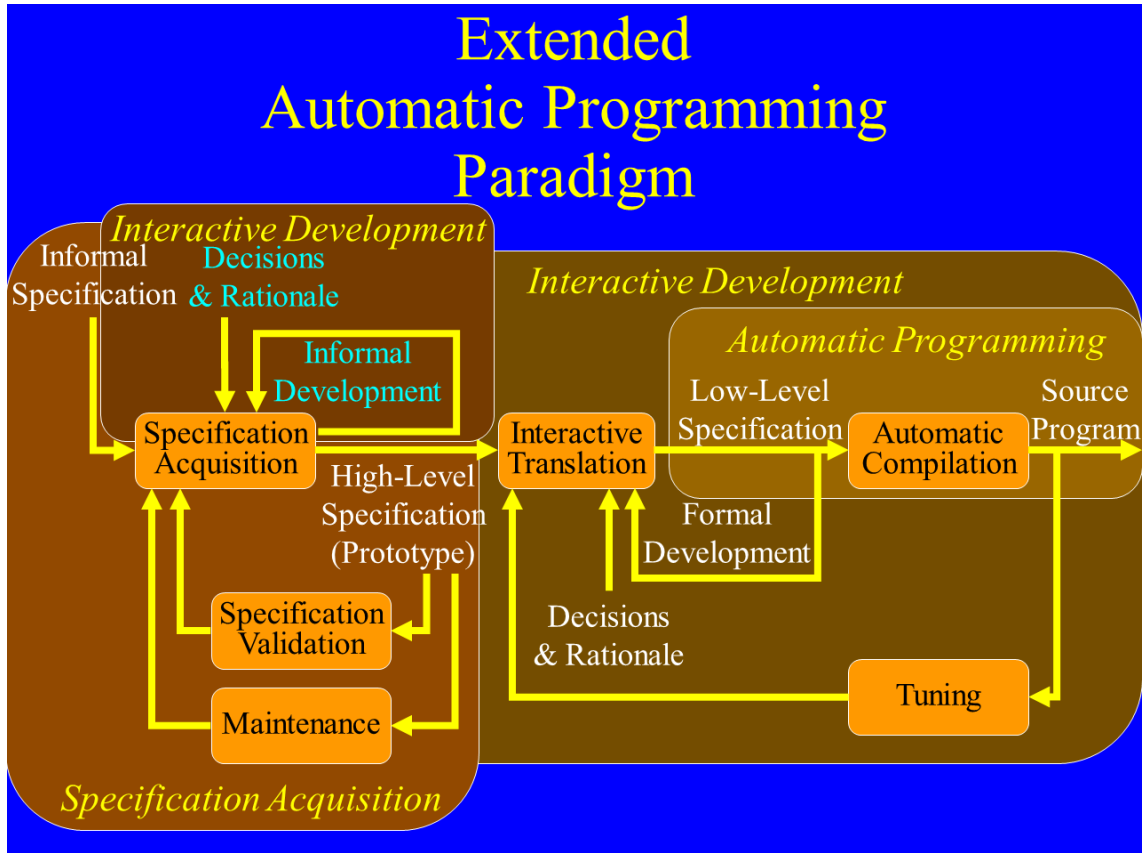 Extended
Automatic Programming
Paradigm
Interactive Development
Informal
Specification
Decisions
& Rationale
Informal
Development
Specification
Acquisition
High-Level
Specification
(Prototype)
Specification
Validation
Maintenance
Specification Acquisition
Interactive Development
Automatic Programming
Interactive
Translation
Low-Level
Specification
Automatic
Compilation
Source
Program
Formal
Development
Decisions
& Rationale
Tuning